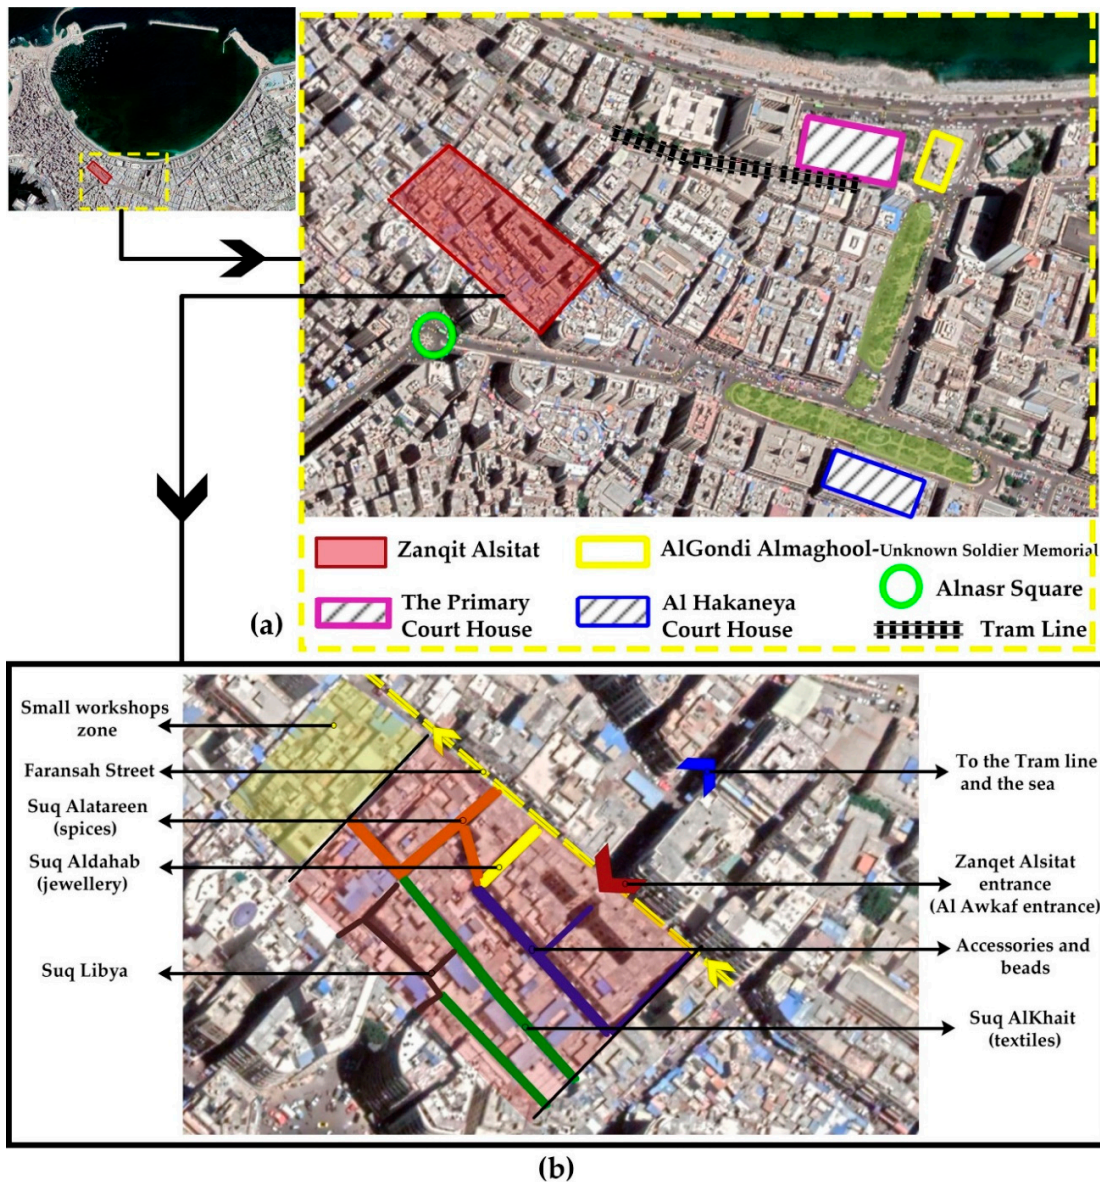 Zanqit Alsitat
AlGondi Almaghool-Unknown Soldier Memorial
The Primary
Court House
Al Hakaneya
Court House
Alnasr Square
Tram Line
(a)
Small workshops
zone
Faransah Street
Suq Alatareen
(spices)
Suq Aldahab
(jewellery)
Suq Libya
To the Tram line
and the sea
Zanqet Alsitat
entrance
(Al Awkaf entrance)
Accessories and
beads
Suq AlKhait
(textiles)
(b)